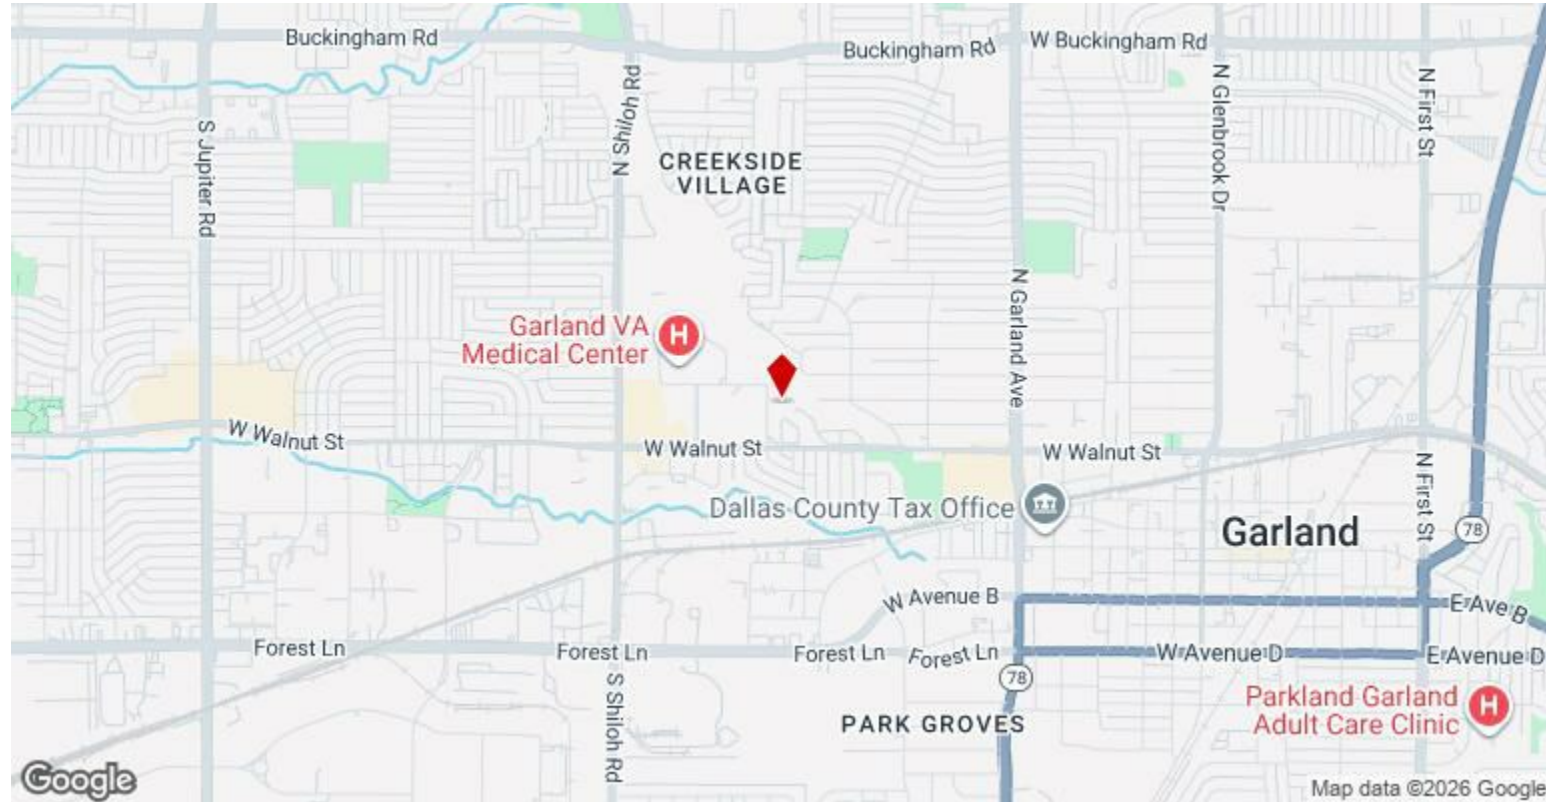 Buckingham Rd
Buckingham Rd
W Buckingham Rd
S Jupiter Rd
N Shiloh Rd
N Glenbrook Dr
N First St
CREEKSIDE
VILLAGE
N Garland Ave
Garland VA
Medical Center
H
W Walnut St
W Walnut St
W Walnut St
N First St
Dallas County Tax Office
Garland
78
W Avenue B
E Ave B
Forest Ln
Forest Ln
Forest Ln
Forest Ln
W Avenue D
E Avenue D
78
S Shiloh Rd
PARK GROVES
Parkland Garland
Adult Care Clinic
H
Google
Map data ©2026 Google